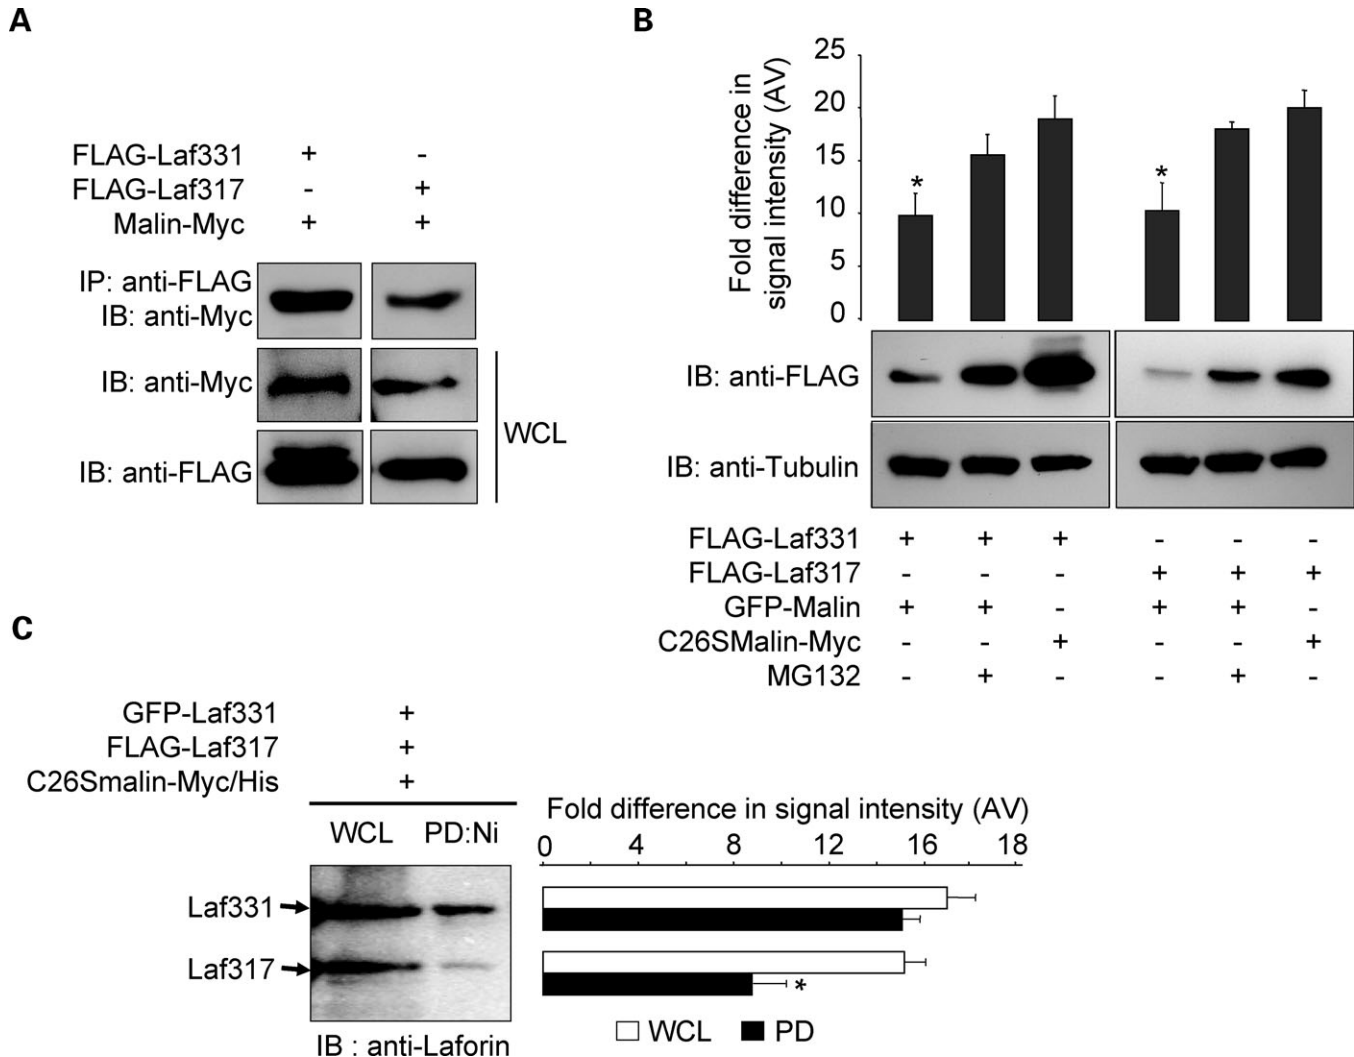 A
FLAG-Laf331 + -
FLAG-Laf317 - +
Malin-Myc + +
IP: anti-FLAG
IB: anti-Myc
IB: anti-Myc
IB: anti-FLAG
WCL
B
Fold difference in
signal intensity (AV)
25
20
15
10
5
0
* *
IB: anti-FLAG
IB: anti-Tubulin
FLAG-Laf331 + + + - - -
FLAG-Laf317 - - - + + +
GFP-Malin + + - + + -
C26SMalin-Myc - - + - - +
MG132 - + - - + -
C
GFP-Laf331 +
FLAG-Laf317 +
C26Smalin-Myc/His +
WCL PD:Ni
Laf331
Laf317
IB : anti-Laforin
Fold difference in signal intensity (AV)
0 4 8 12 16 18
*
WCL PD